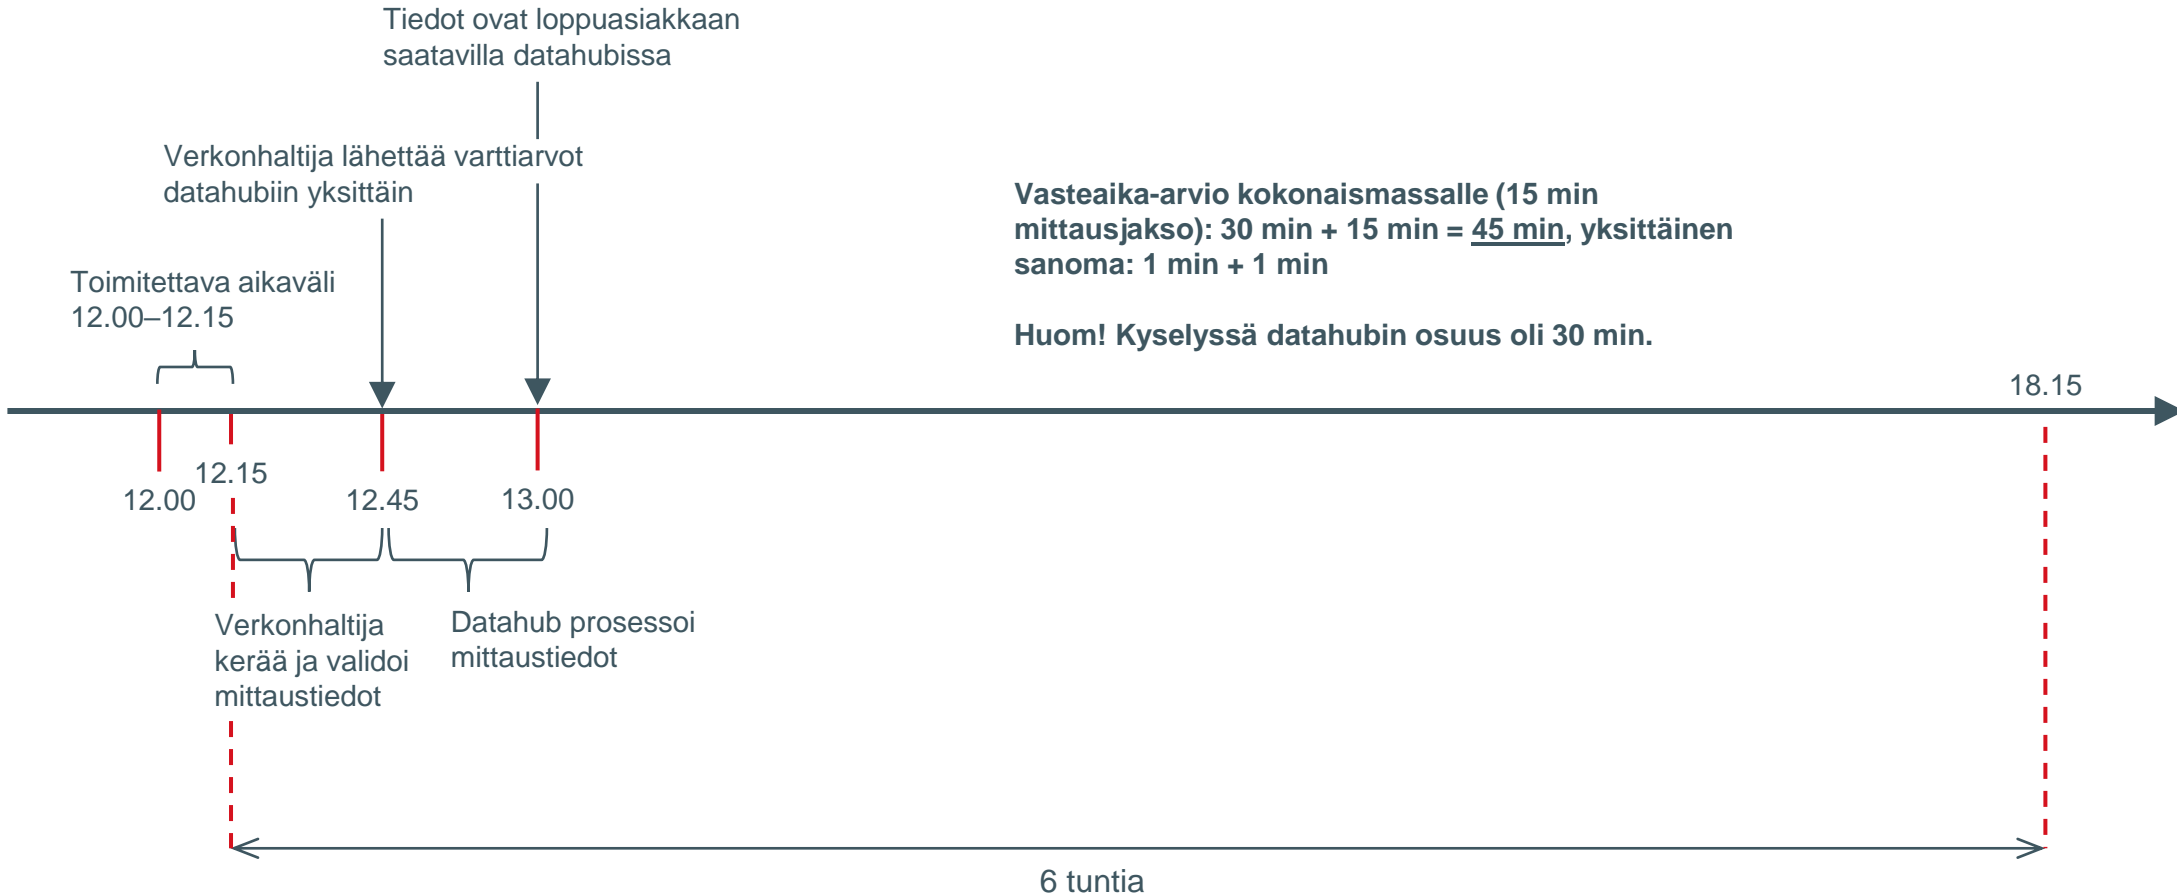 Tiedot ovat loppuasiakkaan
saatavilla datahubissa
Verkonhaltija lähettää varttiarvot
datahubiin yksittäin
Vasteaika-arvio kokonaismassalle (15 min
mittausjakso): 30 min + 15 min = 45 min, yksittäinen
sanoma: 1 min + 1 min
Huom! Kyselyssä datahubin osuus oli 30 min.
Toimitettava aikaväli
12.00–12.15
18.15
12.15
12.00
12.45
13.00
Verkonhaltija
kerää ja validoi
mittaustiedot
Datahub prosessoi
mittaustiedot
6 tuntia